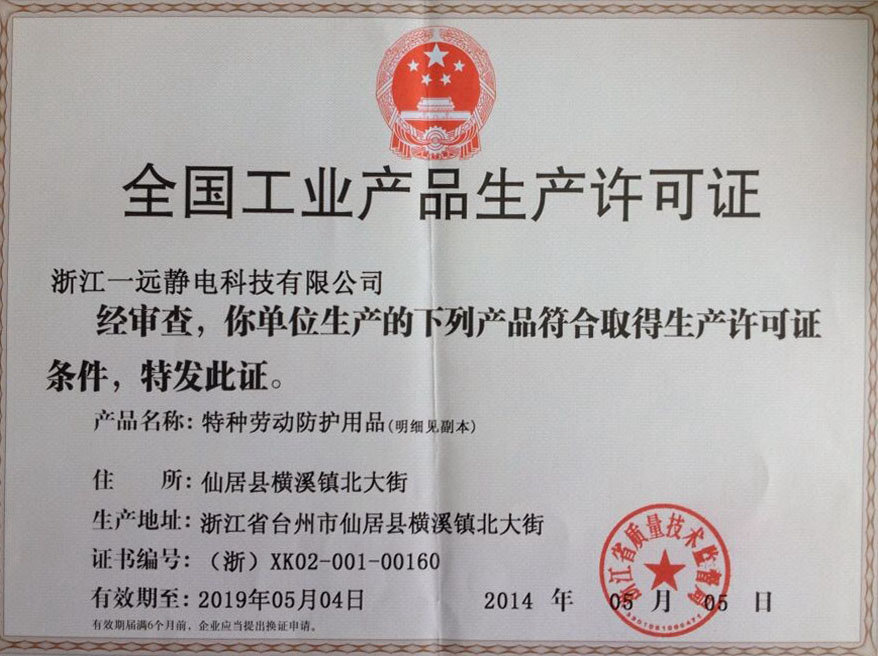 全国工业产品生产许可证
浙江一远静电科技有限公司
经审查，你单位生产的下列产品符合取得生产许可证
条件，特发此证。
产品名称：特种劳动防护用品(明细见副本)
住　　所：仙居县横溪镇北大街
生产地址：浙江省台州市仙居县横溪镇北大街
证书编号：（浙）XK02-001-00160
有效期至：2019年05月04日
2014 年 05 月 05 日
有效期届满6个月前，企业应当提出换证申请。
浙江省质量技术监督局